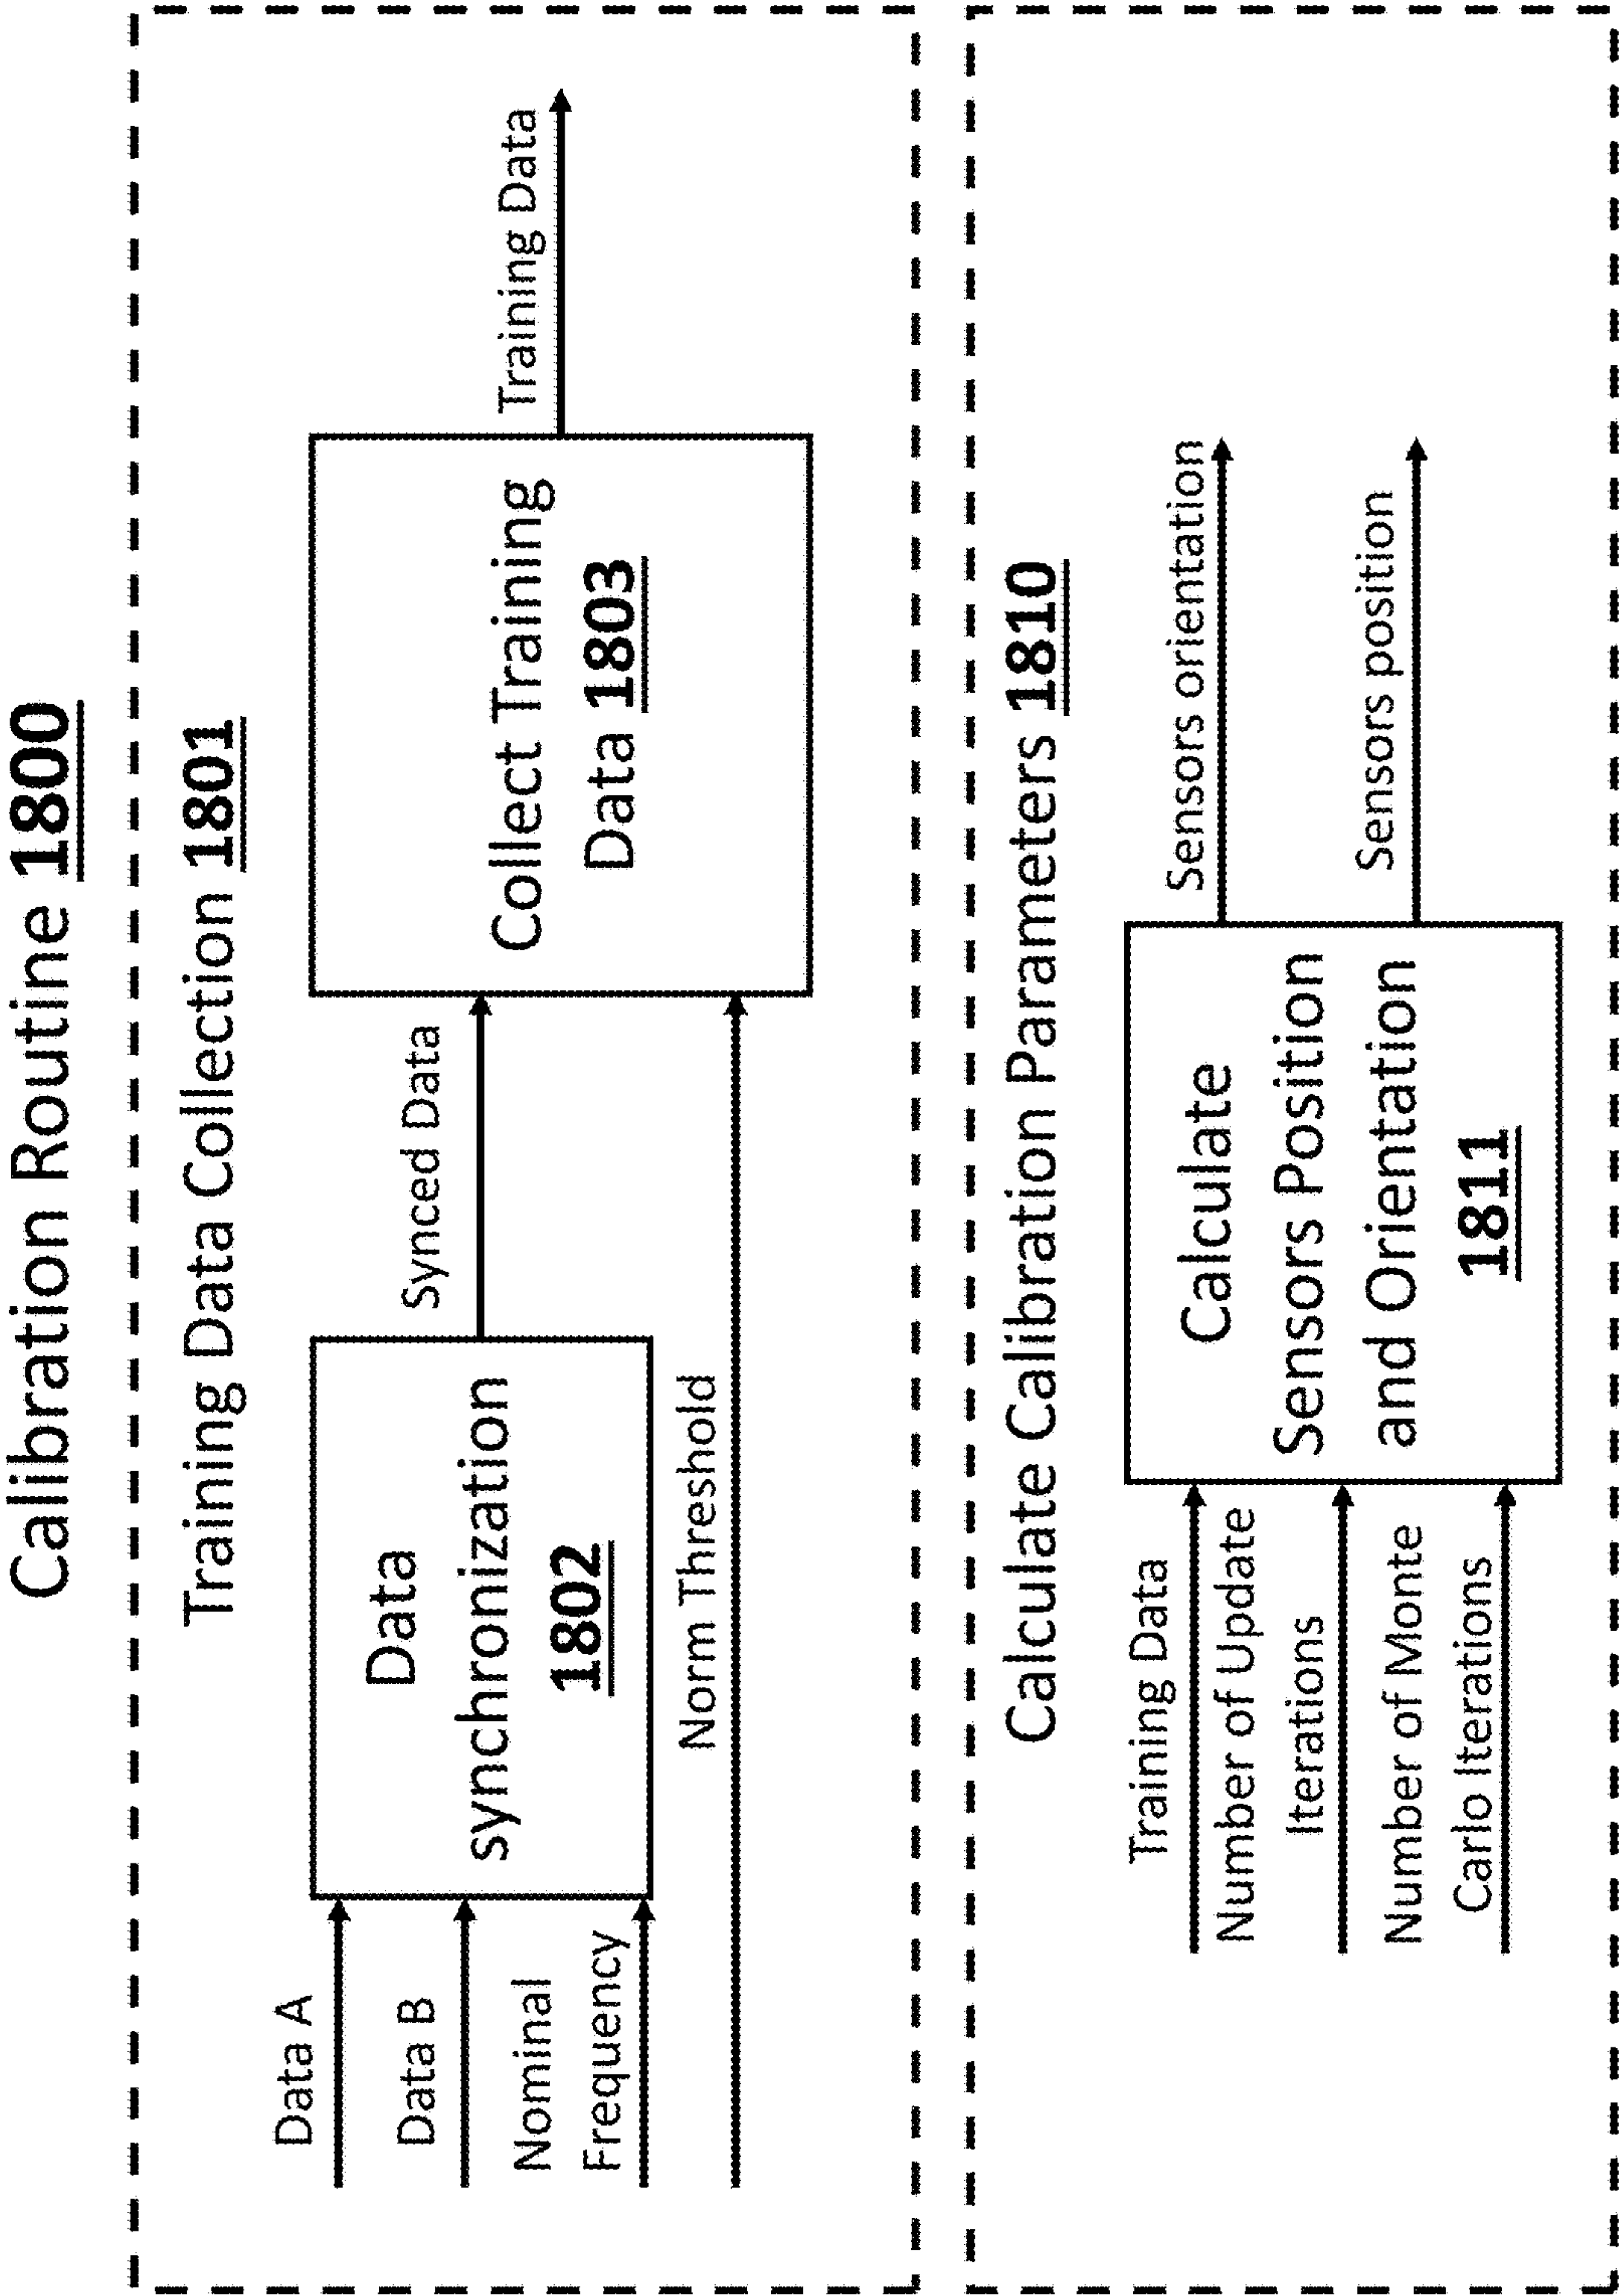 Calibration Routine 1800
Training Data Collection 1801
Data A
Data B
Nominal
Frequency
Data
synchronization
1802
Synced Data
Norm Threshold
Collect Training
Data 1803
Training Data
Calculate Calibration Parameters 1810
Training Data
Number of Update
Iterations
Number of Monte
Carlo Iterations
Calculate
Sensors Position
and Orientation
1811
Sensors orientation
Sensors position